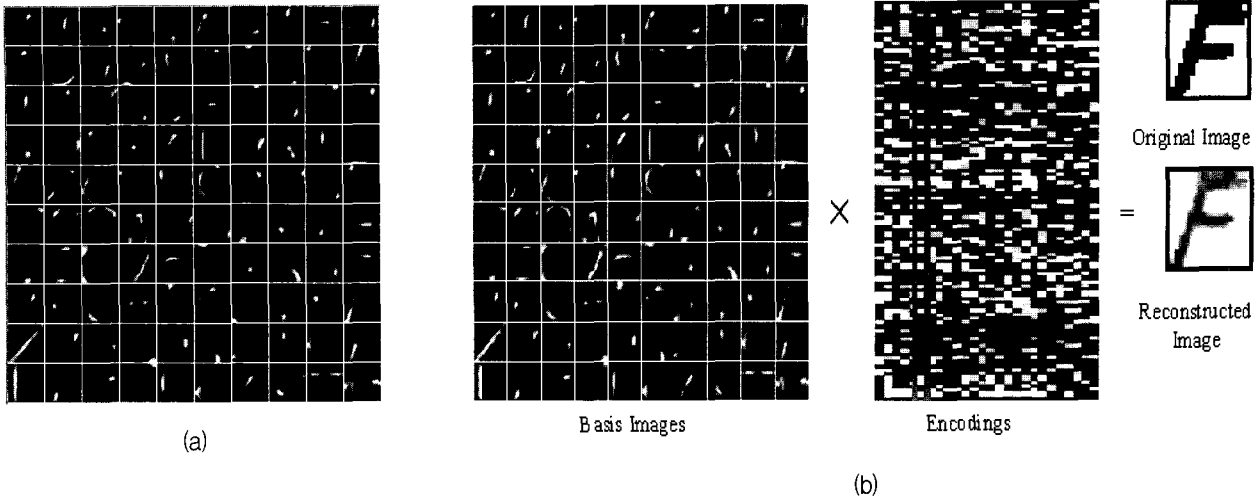 Original Image
X
=
Reconstructed
Image
Basis Images
Encodings
(a)
(b)